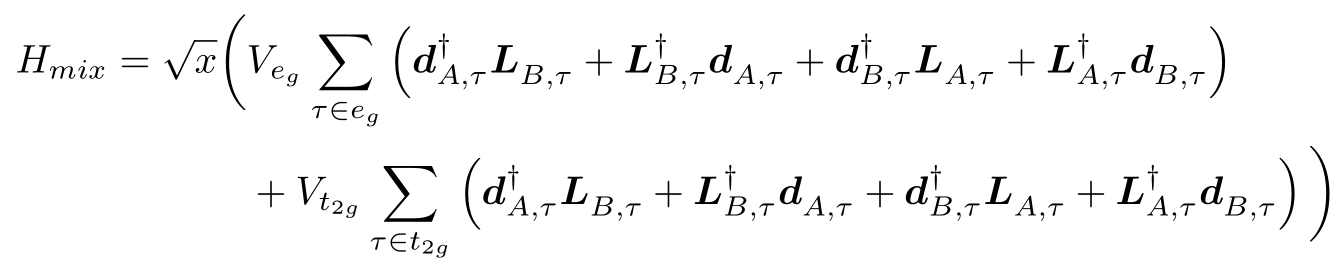 $H_{mix} = \sqrt{x}\Bigg( V_{e_g} \sum_{\tau \in e_g} \Big( \boldsymbol{d}^{\dagger}_{A,\tau} \boldsymbol{L}_{B,\tau} + \boldsymbol{L}^{\dagger}_{B,\tau} \boldsymbol{d}_{A,\tau} + \boldsymbol{d}^{\dagger}_{B,\tau} \boldsymbol{L}_{A,\tau} + \boldsymbol{L}^{\dagger}_{A,\tau} \boldsymbol{d}_{B,\tau} \Big)$
$+ V_{t_{2g}} \sum_{\tau \in t_{2g}} \Big( \boldsymbol{d}^{\dagger}_{A,\tau} \boldsymbol{L}_{B,\tau} + \boldsymbol{L}^{\dagger}_{B,\tau} \boldsymbol{d}_{A,\tau} + \boldsymbol{d}^{\dagger}_{B,\tau} \boldsymbol{L}_{A,\tau} + \boldsymbol{L}^{\dagger}_{A,\tau} \boldsymbol{d}_{B,\tau} \Big) \Bigg)$